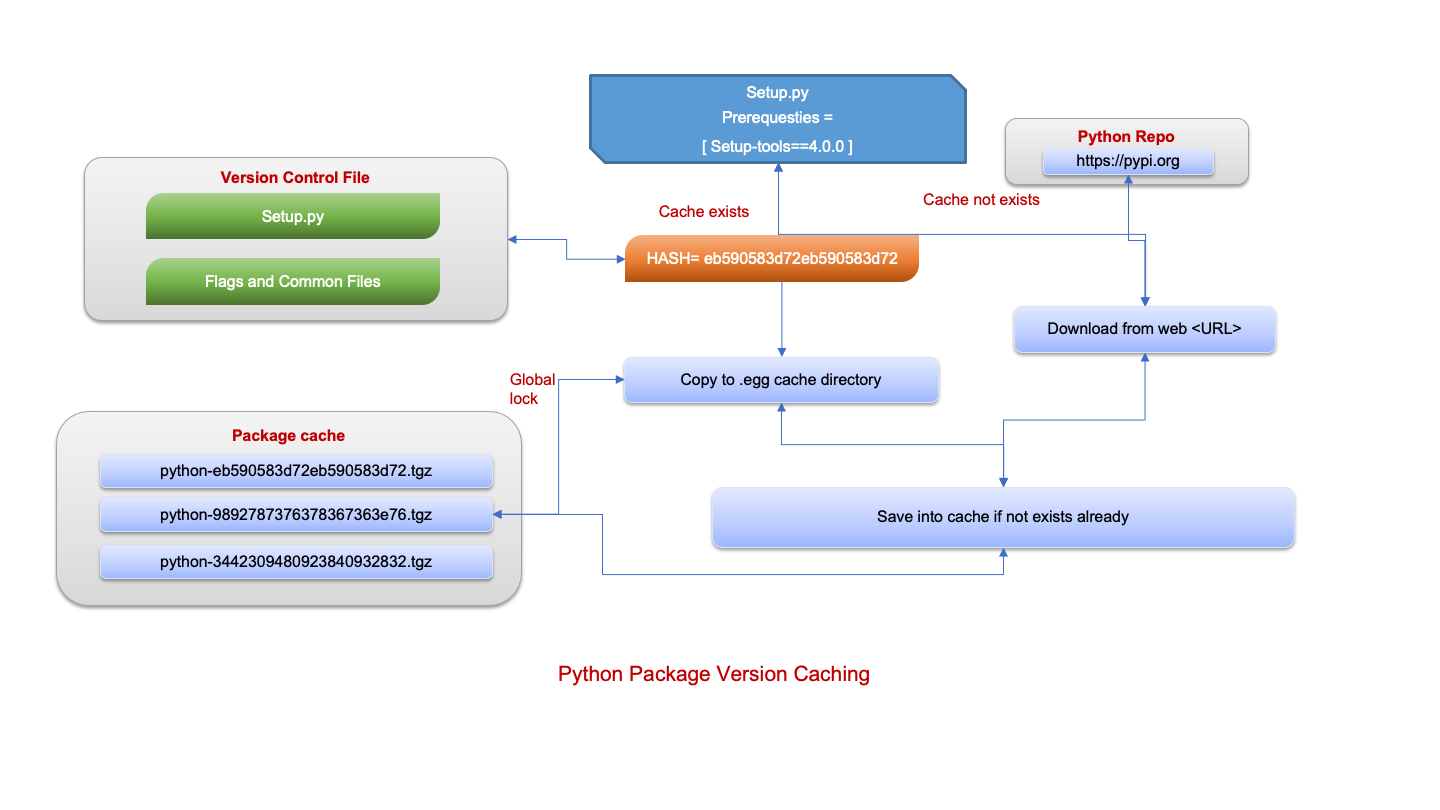 Setup.py
Prerequesties =
[ Setup-tools==4.0.0 ]
Python Repo
https://pypi.org
Version Control File
Setup.py
Flags and Common Files
Cache exists
Cache not exists
HASH= eb590583d72eb590583d72
Download from web <URL>
Global
lock
Copy to .egg cache directory
Package cache
python-eb590583d72eb590583d72.tgz
python-9892787376378367363e76.tgz
python-3442309480923840932832.tgz
Save into cache if not exists already
Python Package Version Caching